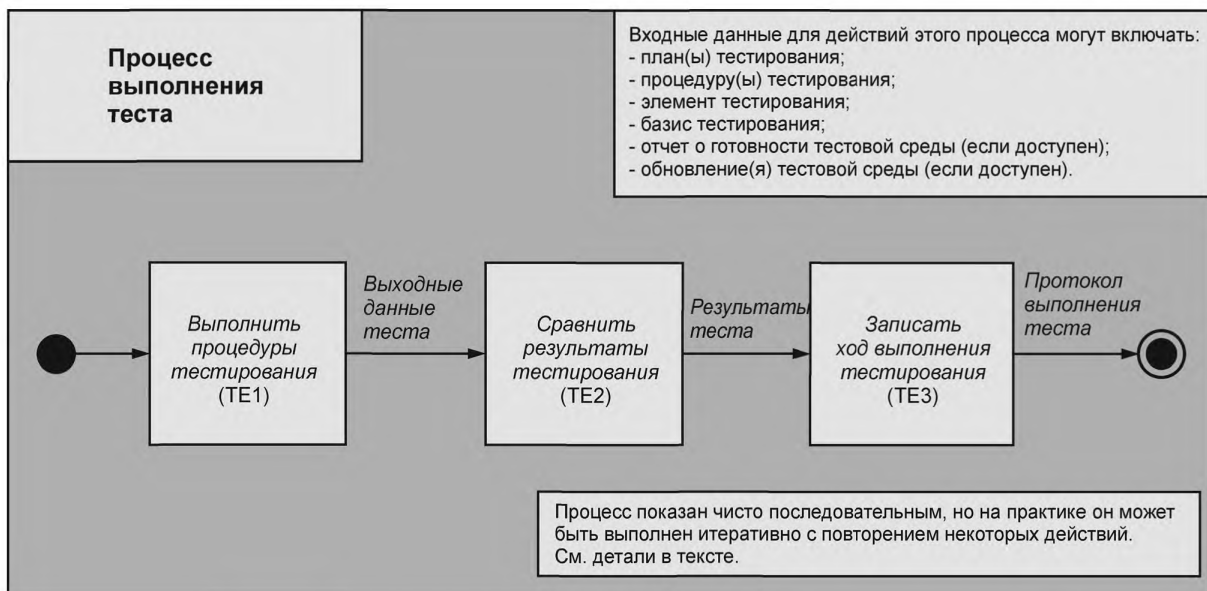 Процесс
выполнения
теста
Входные данные для действий этого процесса могут включать:
- план(ы) тестирования;
- процедуру(ы) тестирования;
- элемент тестирования;
- базис тестирования;
- отчет о готовности тестовой среды (если доступен);
- обновление(я) тестовой среды (если доступен).
Выполнить
процедуры
тестирования
(TE1)
Выходные
данные
теста
Сравнить
результаты
тестирования
(TE2)
Результаты
теста
Записать
ход выполнения
тестирования
(TE3)
Протокол
выполнения
теста
Процесс показан чисто последовательным, но на практике он может
быть выполнен итеративно с повторением некоторых действий.
См. детали в тексте.